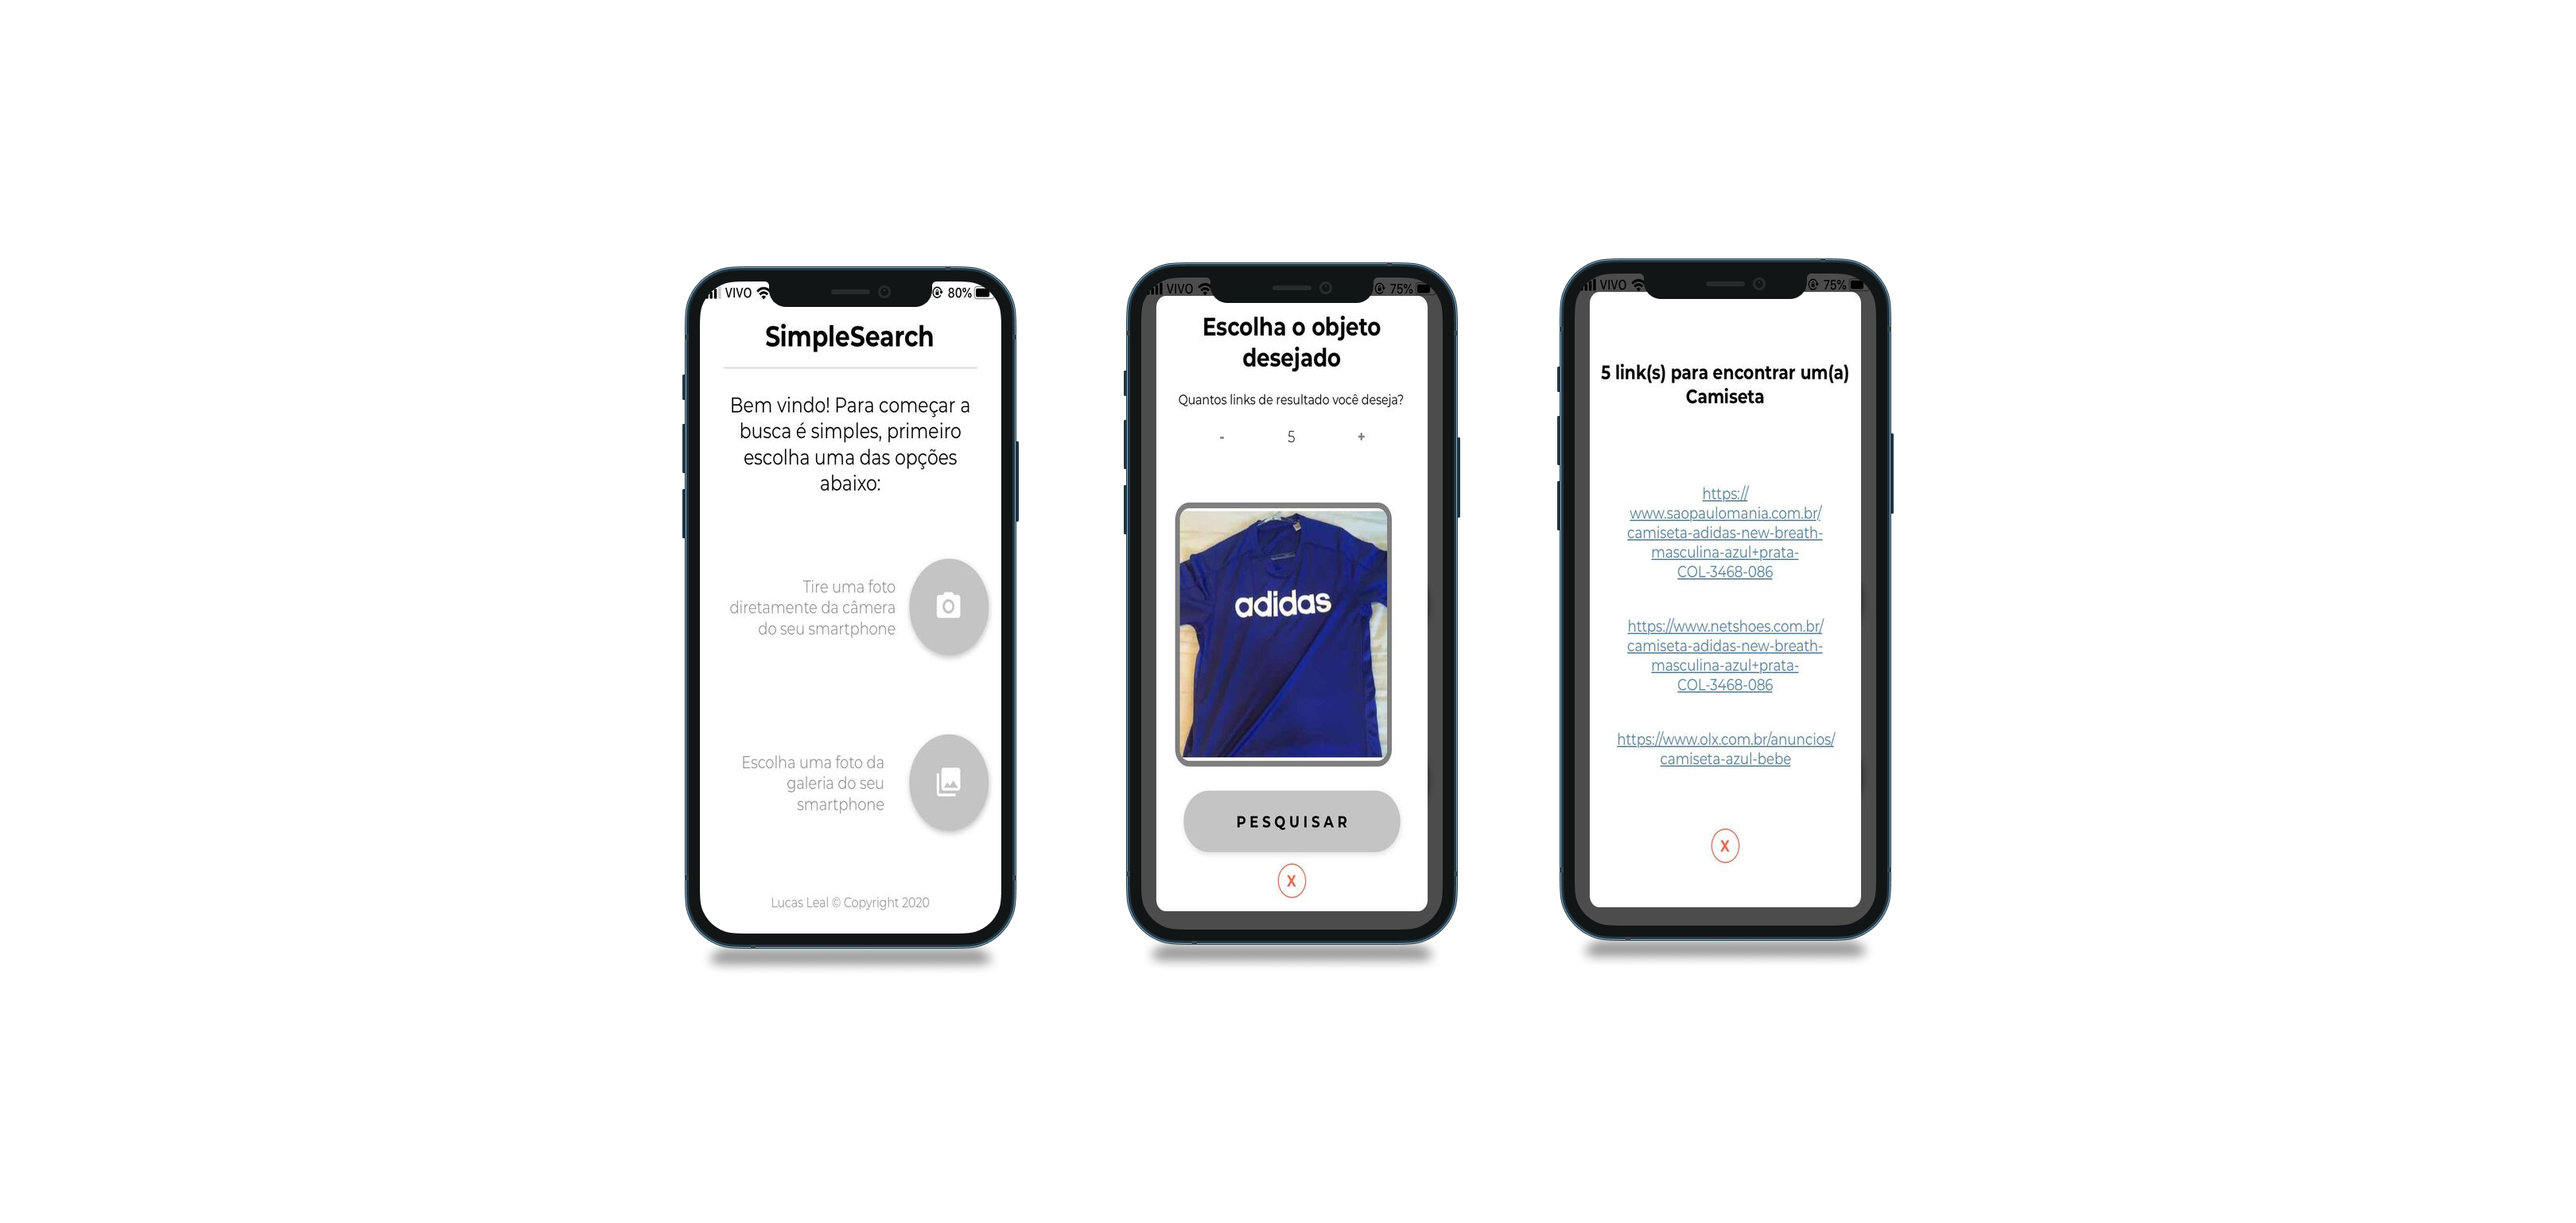 VIVO
80%
SimpleSearch
Bem vindo! Para começar a
busca é simples, primeiro
escolha uma das opções
abaixo:
Tire uma foto
diretamente da câmera
do seu smartphone
Escolha uma foto da
galeria do seu
smartphone
Lucas Leal © Copyright 2020
VIVO
75%
Escolha o objeto
desejado
Quantos links de resultado você deseja?
- 5 +
adidas
PESQUISAR
X
VIVO
75%
5 link(s) para encontrar um(a)
Camiseta
https://
www.saopaulomania.com.br/
camiseta-adidas-new-breath-
masculina-azul+prata-
COL-3468-086
https://www.netshoes.com.br/
camiseta-adidas-new-breath-
masculina-azul+prata-
COL-3468-086
https://www.olx.com.br/anuncios/
camiseta-azul-bebe
X